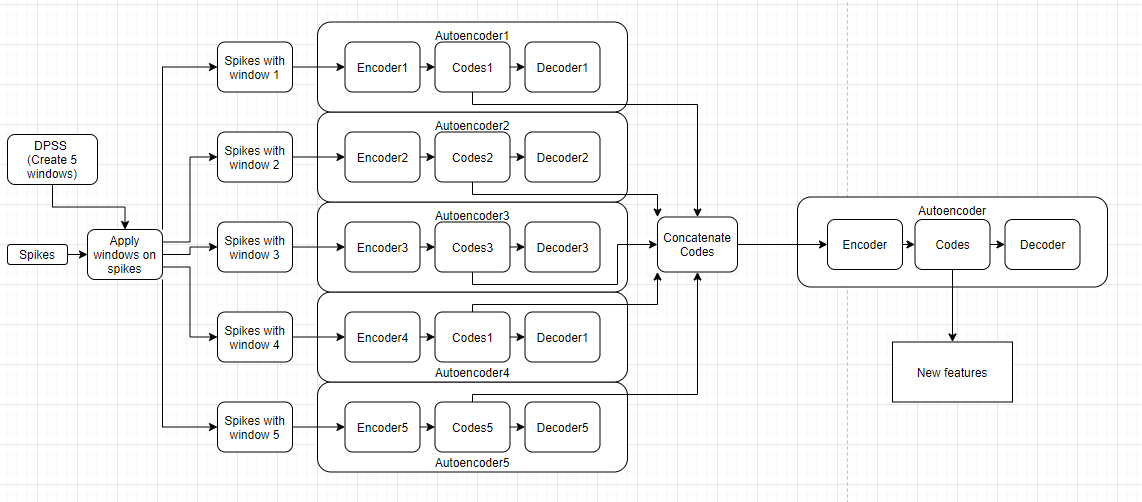 Autoencoder1
Spikes with
window 1
Encoder1
Codes1
Decoder1
Autoencoder2
DPSS
(Create 5
windows)
Spikes with
window 2
Encoder2
Codes2
Decoder2
Autoencoder3
Spikes
Apply
windows on
spikes
Spikes with
window 3
Encoder3
Codes3
Decoder3
Concatenate
Codes
Autoencoder
Encoder
Codes
Decoder
Spikes with
window 4
Encoder4
Codes1
Decoder1
Autoencoder4
New features
Spikes with
window 5
Encoder5
Codes5
Decoder5
Autoencoder5